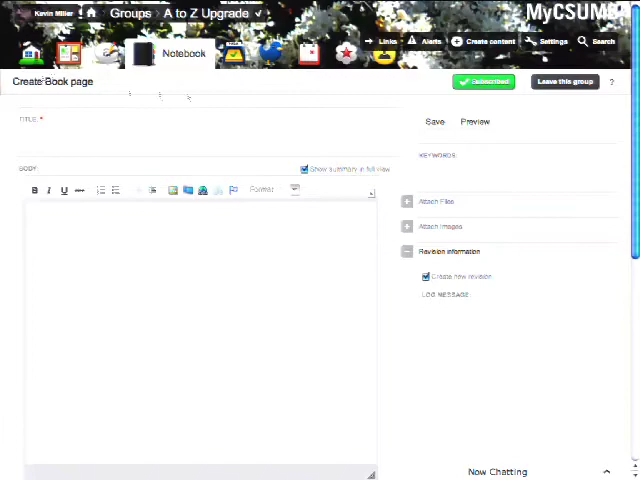 MyCSUMB
Kevin Miller Groups › A to Z Upgrade
Notebook Links Alerts Create content Settings Search
Create Book page Subscribed Leave this group ?
TITLE: *
Save Preview
KEYWORDS:
BODY: Show summary in full view
B I U ABC Format
Attach Files
Attach Images
Revision information
Create new revision
LOG MESSAGE:
Now Chatting